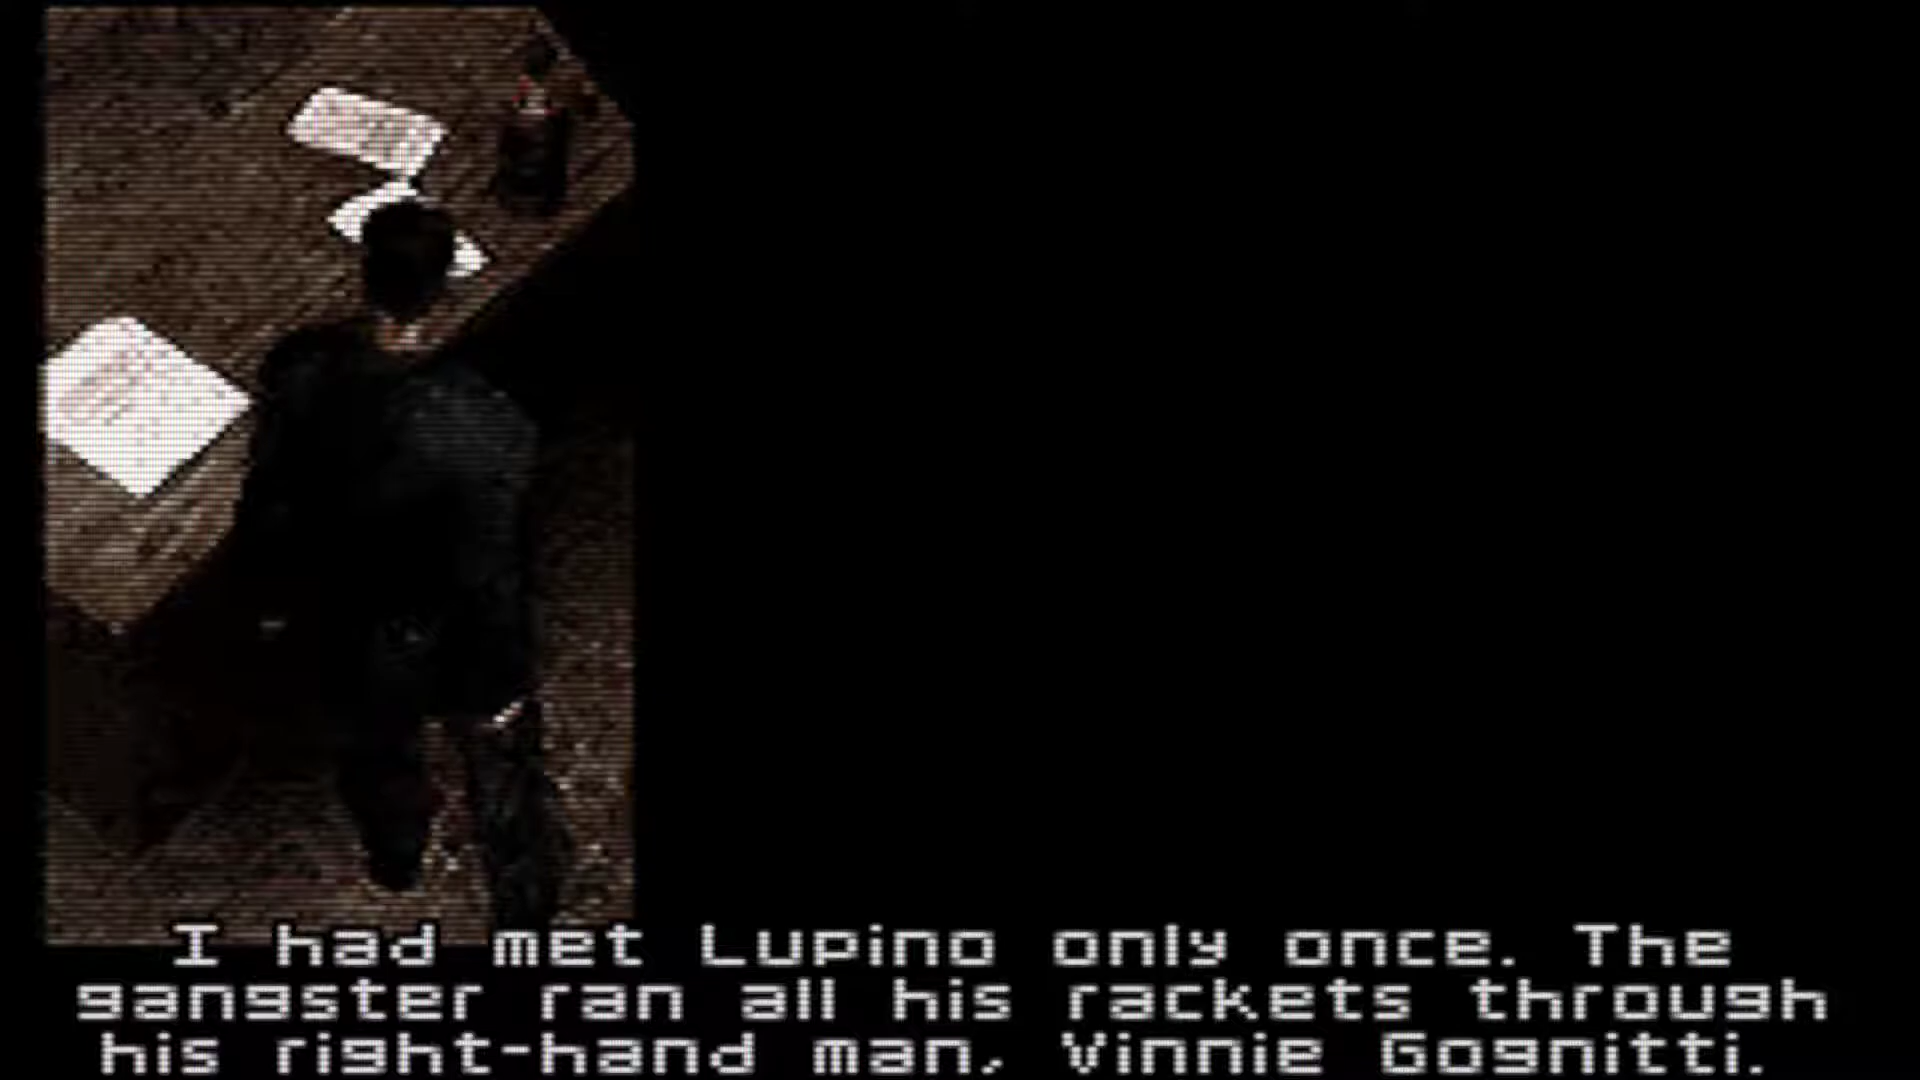 I had met Lupino only once. The
gangster ran all his rackets through
his right-hand man, Vinnie Gognitti.